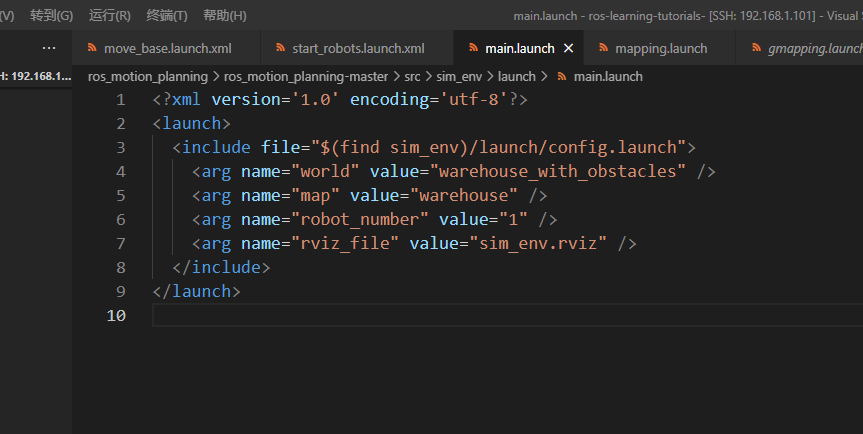 (V) 转到(G) 运行(R) 终端(T) 帮助(H) main.launch - ros-learning-tutorials- [SSH: 192.168.1.101] - Visual S
··· move_base.launch.xml start_robots.launch.xml main.launch × mapping.launch gmapping.launch
H: 192.168.1... ros_motion_planning > ros_motion_planning-master > src > sim_env > launch > main.launch
1 <?xml version='1.0' encoding='utf-8'?>
2 <launch>
3 <include file="$(find sim_env)/launch/config.launch">
4 <arg name="world" value="warehouse_with_obstacles" />
5 <arg name="map" value="warehouse" />
6 <arg name="robot_number" value="1" />
7 <arg name="rviz_file" value="sim_env.rviz" />
8 </include>
9 </launch>
10